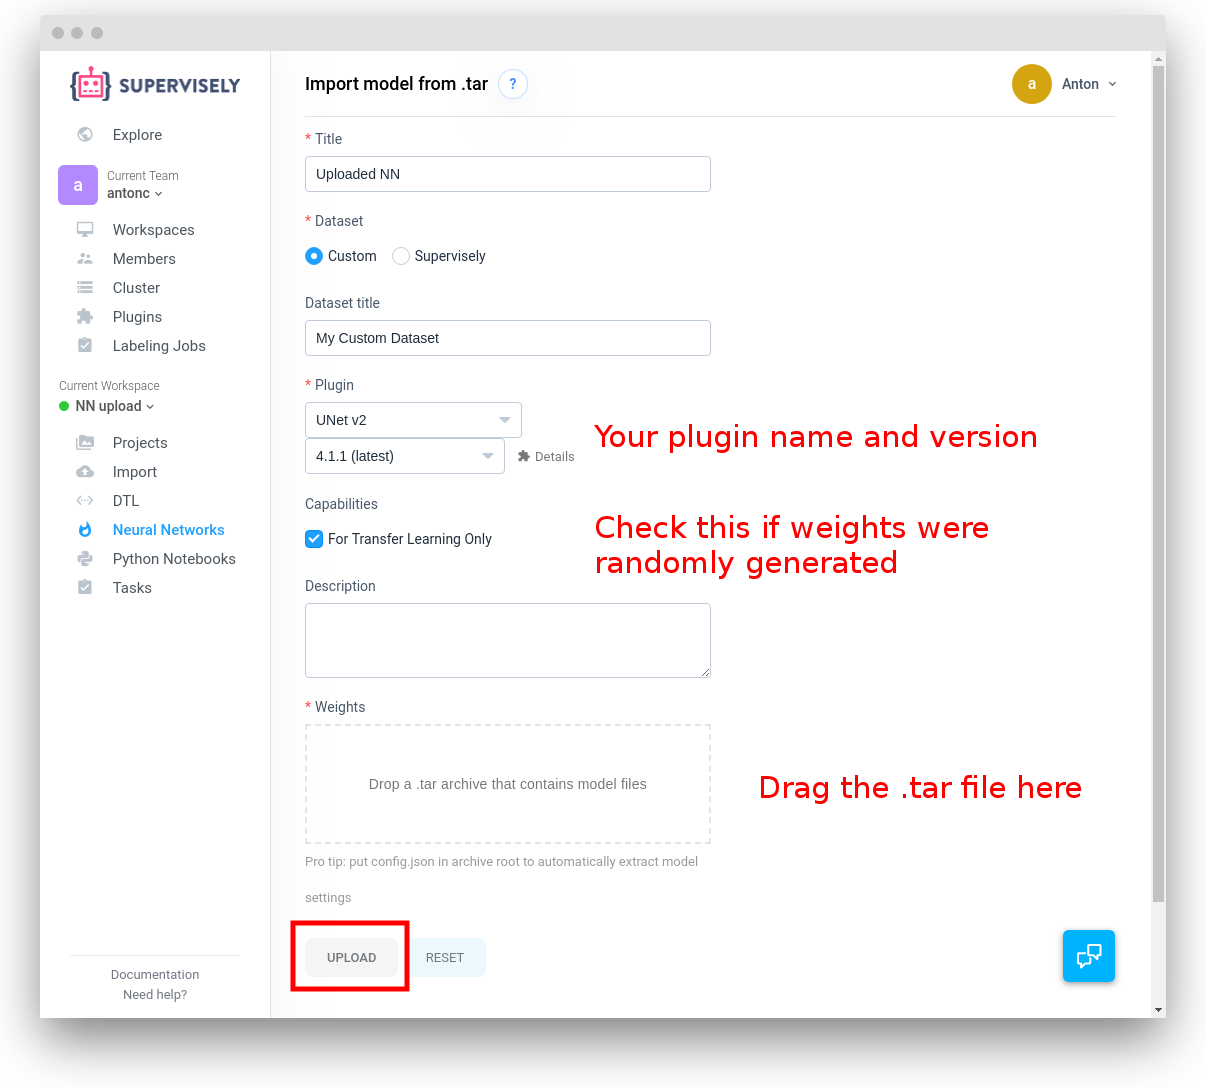 SUPERVISELY
Explore
a
Current Team
antonc
Workspaces
Members
Cluster
Plugins
Labeling Jobs
Current Workspace
NN upload
Projects
Import
DTL
Neural Networks
Python Notebooks
Tasks
Documentation
Need help?
Import model from .tar ?
a Anton
* Title
Uploaded NN
* Dataset
Custom Supervisely
Dataset title
My Custom Dataset
* Plugin
UNet v2
4.1.1 (latest) Details
Your plugin name and version
Capabilities
For Transfer Learning Only
Check this if weights were
randomly generated
Description
* Weights
Drop a .tar archive that contains model files
Drag the .tar file here
Pro tip: put config.json in archive root to automatically extract model
settings
UPLOAD RESET